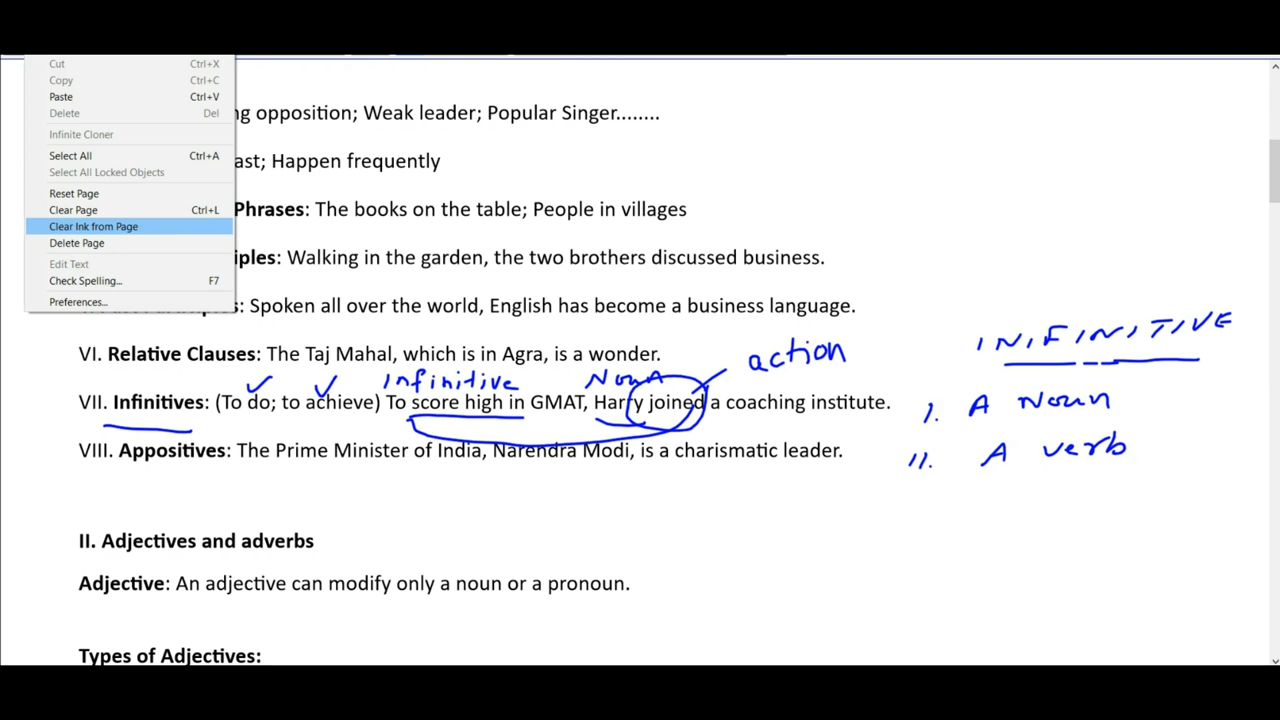 Cut Ctrl+X
Copy Ctrl+C
Paste Ctrl+V
Delete Del
Infinite Cloner
Select All Ctrl+A
Select All Locked Objects
Reset Page
Clear Page Ctrl+L
Clear Ink from Page
Delete Page
Edit Text
Check Spelling... F7
Preferences...
ng opposition; Weak leader; Popular Singer........
ast; Happen frequently
Phrases: The books on the table; People in villages
iples: Walking in the garden, the two brothers discussed business.
: Spoken all over the world, English has become a business language.
VI. Relative Clauses: The Taj Mahal, which is in Agra, is a wonder.
action
INIFINITIVE
Infinitive Noun
VII. Infinitives: (To do; to achieve) To score high in GMAT, Harry joined a coaching institute.
I. A Noun
VIII. Appositives: The Prime Minister of India, Narendra Modi, is a charismatic leader.
II. A verb
II. Adjectives and adverbs
Adjective: An adjective can modify only a noun or a pronoun.
Types of Adjectives: